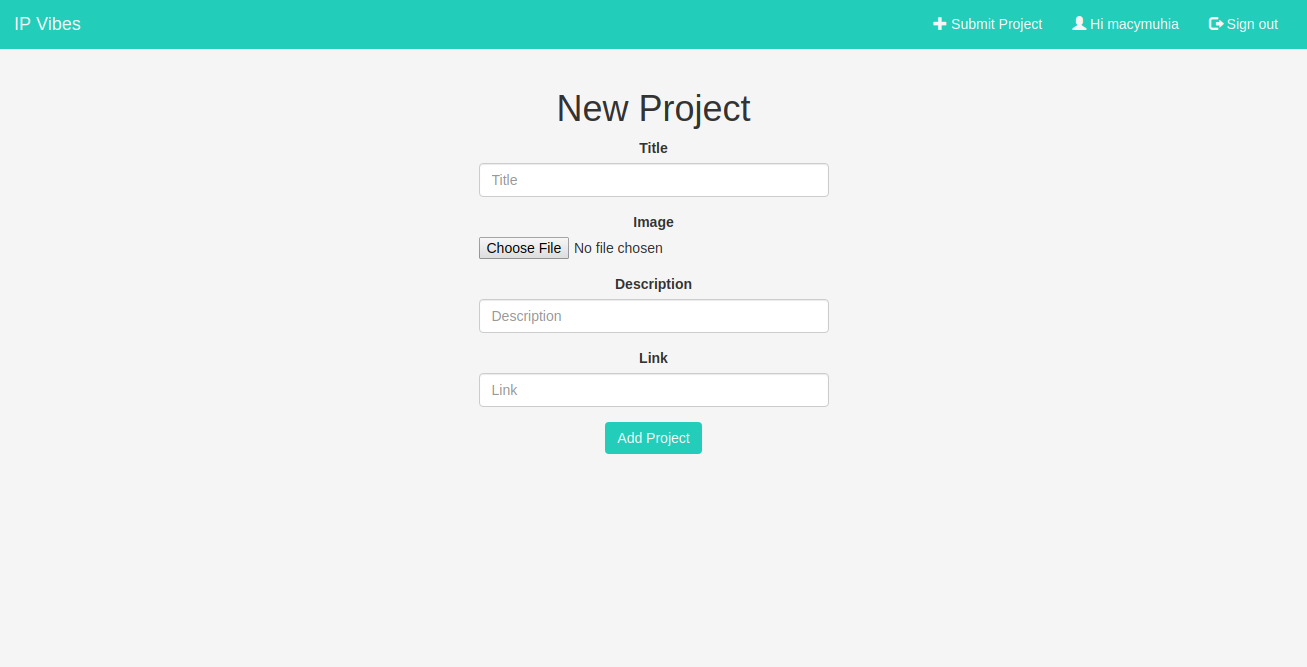 IP Vibes
Submit Project
Hi macymuhia
Sign out
New Project
Title
Title
Image
Choose File No file chosen
Description
Description
Link
Link
Add Project